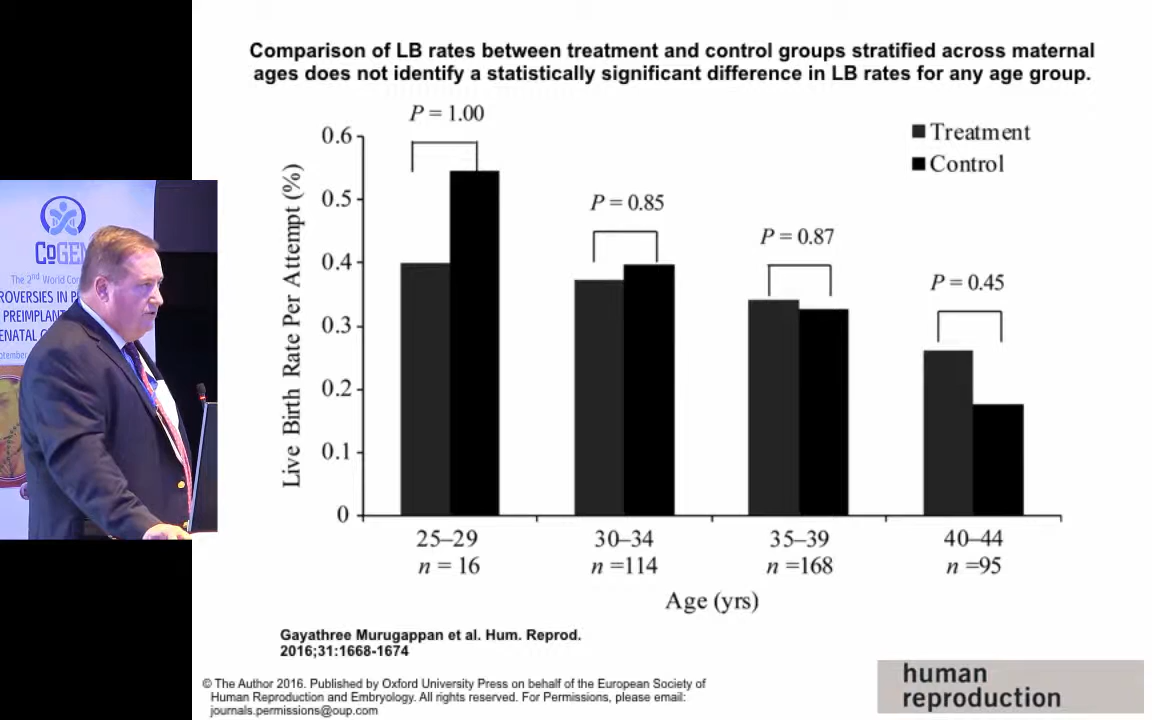 Comparison of LB rates between treatment and control groups stratified across maternal
ages does not identify a statistically significant difference in LB rates for any age group.
P = 1.00
P = 0.85
P = 0.87
P = 0.45
Treatment
Control
Live Birth Rate Per Attempt (%)
0.6
0.5
0.4
0.3
0.2
0.1
0
25–29
n = 16
30–34
n =114
35–39
n =168
40–44
n =95
Age (yrs)
Gayathree Murugappan et al. Hum. Reprod.
2016;31:1668-1674
© The Author 2016. Published by Oxford University Press on behalf of the European Society of
Human Reproduction and Embryology. All rights reserved. For Permissions, please email:
journals.permissions@oup.com
human
reproduction
COGEN
The 2nd World Con
ROVERSIES IN P
PREIMPLANT
ENATAL